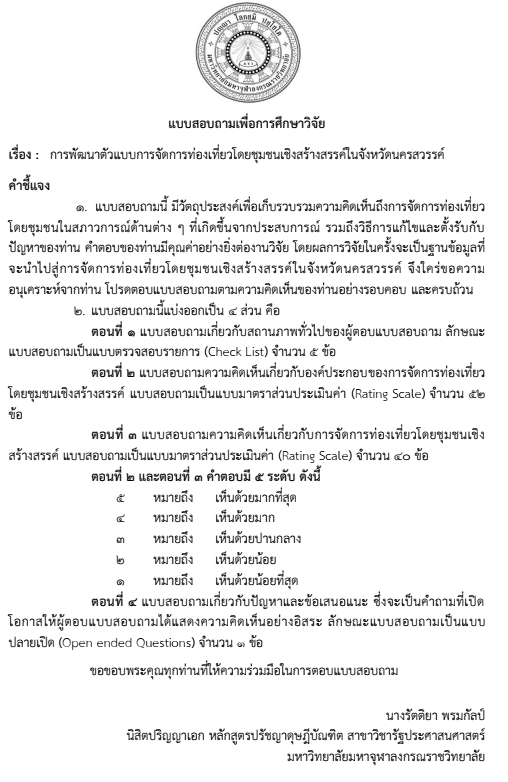 ปญฺญา โลกสฺมิ ปชฺโชโต
มหาวิทยาลัยมหาจุฬาลงกรณราชวิทยาลัย
แบบสอบถามเพื่อการศึกษาวิจัย
เรื่อง : การพัฒนาตัวแบบการจัดการท่องเที่ยวโดยชุมชนเชิงสร้างสรรค์ในจังหวัดนครสวรรค์
คำชี้แจง
๑. แบบสอบถามนี้ มีวัตถุประสงค์เพื่อเก็บรวบรวมความคิดเห็นถึงการจัดการท่องเที่ยว
โดยชุมชนในสภาวการณ์ด้านต่าง ๆ ที่เกิดขึ้นจากประสบการณ์ รวมถึงวิธีการแก้ไขและตั้งรับกับ
ปัญหาของท่าน คำตอบของท่านมีคุณค่าอย่างยิ่งต่องานวิจัย โดยผลการวิจัยในครั้งจะเป็นฐานข้อมูลที่
จะนำไปสู่การจัดการท่องเที่ยวโดยชุมชนเชิงสร้างสรรค์ในจังหวัดนครสวรรค์ จึงใคร่ขอความ
อนุเคราะห์จากท่าน โปรดตอบแบบสอบถามตามความคิดเห็นของท่านอย่างรอบคอบ และครบถ้วน
๒. แบบสอบถามนี้แบ่งออกเป็น ๔ ส่วน คือ
ตอนที่ ๑ แบบสอบถามเกี่ยวกับสถานภาพทั่วไปของผู้ตอบแบบสอบถาม ลักษณะ
แบบสอบถามเป็นแบบตรวจสอบรายการ (Check List) จำนวน ๕ ข้อ
ตอนที่ ๒ แบบสอบถามความคิดเห็นเกี่ยวกับองค์ประกอบของการจัดการท่องเที่ยว
โดยชุมชนเชิงสร้างสรรค์ แบบสอบถามเป็นแบบมาตราส่วนประเมินค่า (Rating Scale) จำนวน ๕๒
ข้อ
ตอนที่ ๓ แบบสอบถามความคิดเห็นเกี่ยวกับการจัดการท่องเที่ยวโดยชุมชนเชิง
สร้างสรรค์ แบบสอบถามเป็นแบบมาตราส่วนประเมินค่า (Rating Scale) จำนวน ๔๐ ข้อ
ตอนที่ ๒ และตอนที่ ๓ คำตอบมี ๕ ระดับ ดังนี้
๕ หมายถึง เห็นด้วยมากที่สุด
๔ หมายถึง เห็นด้วยมาก
๓ หมายถึง เห็นด้วยปานกลาง
๒ หมายถึง เห็นด้วยน้อย
๑ หมายถึง เห็นด้วยน้อยที่สุด
ตอนที่ ๔ แบบสอบถามเกี่ยวกับปัญหาและข้อเสนอแนะ ซึ่งจะเป็นคำถามที่เปิด
โอกาสให้ผู้ตอบแบบสอบถามได้แสดงความคิดเห็นอย่างอิสระ ลักษณะแบบสอบถามเป็นแบบ
ปลายเปิด (Open ended Questions) จำนวน ๑ ข้อ
ขอขอบพระคุณทุกท่านที่ให้ความร่วมมือในการตอบแบบสอบถาม
นางรัตติยา พรมกัลป์
นิสิตปริญญาเอก หลักสูตรปรัชญาดุษฎีบัณฑิต สาขาวิชารัฐประศาสนศาสตร์
มหาวิทยาลัยมหาจุฬาลงกรณราชวิทยาลัย